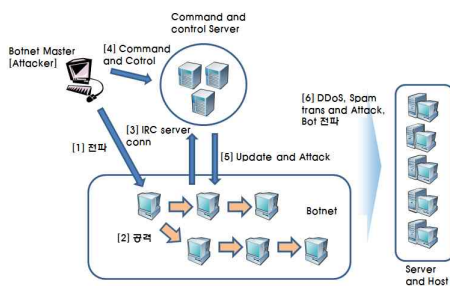 Command and
control Server
Botnet Master
[Attacker]
[4] Command
and Cotrol
[6] DDoS, Spam
trans and Attack,
Bot 전파
[3] IRC server
conn
[1] 전파
[5] Update and Attack
Botnet
[2] 공격
Server
and Host